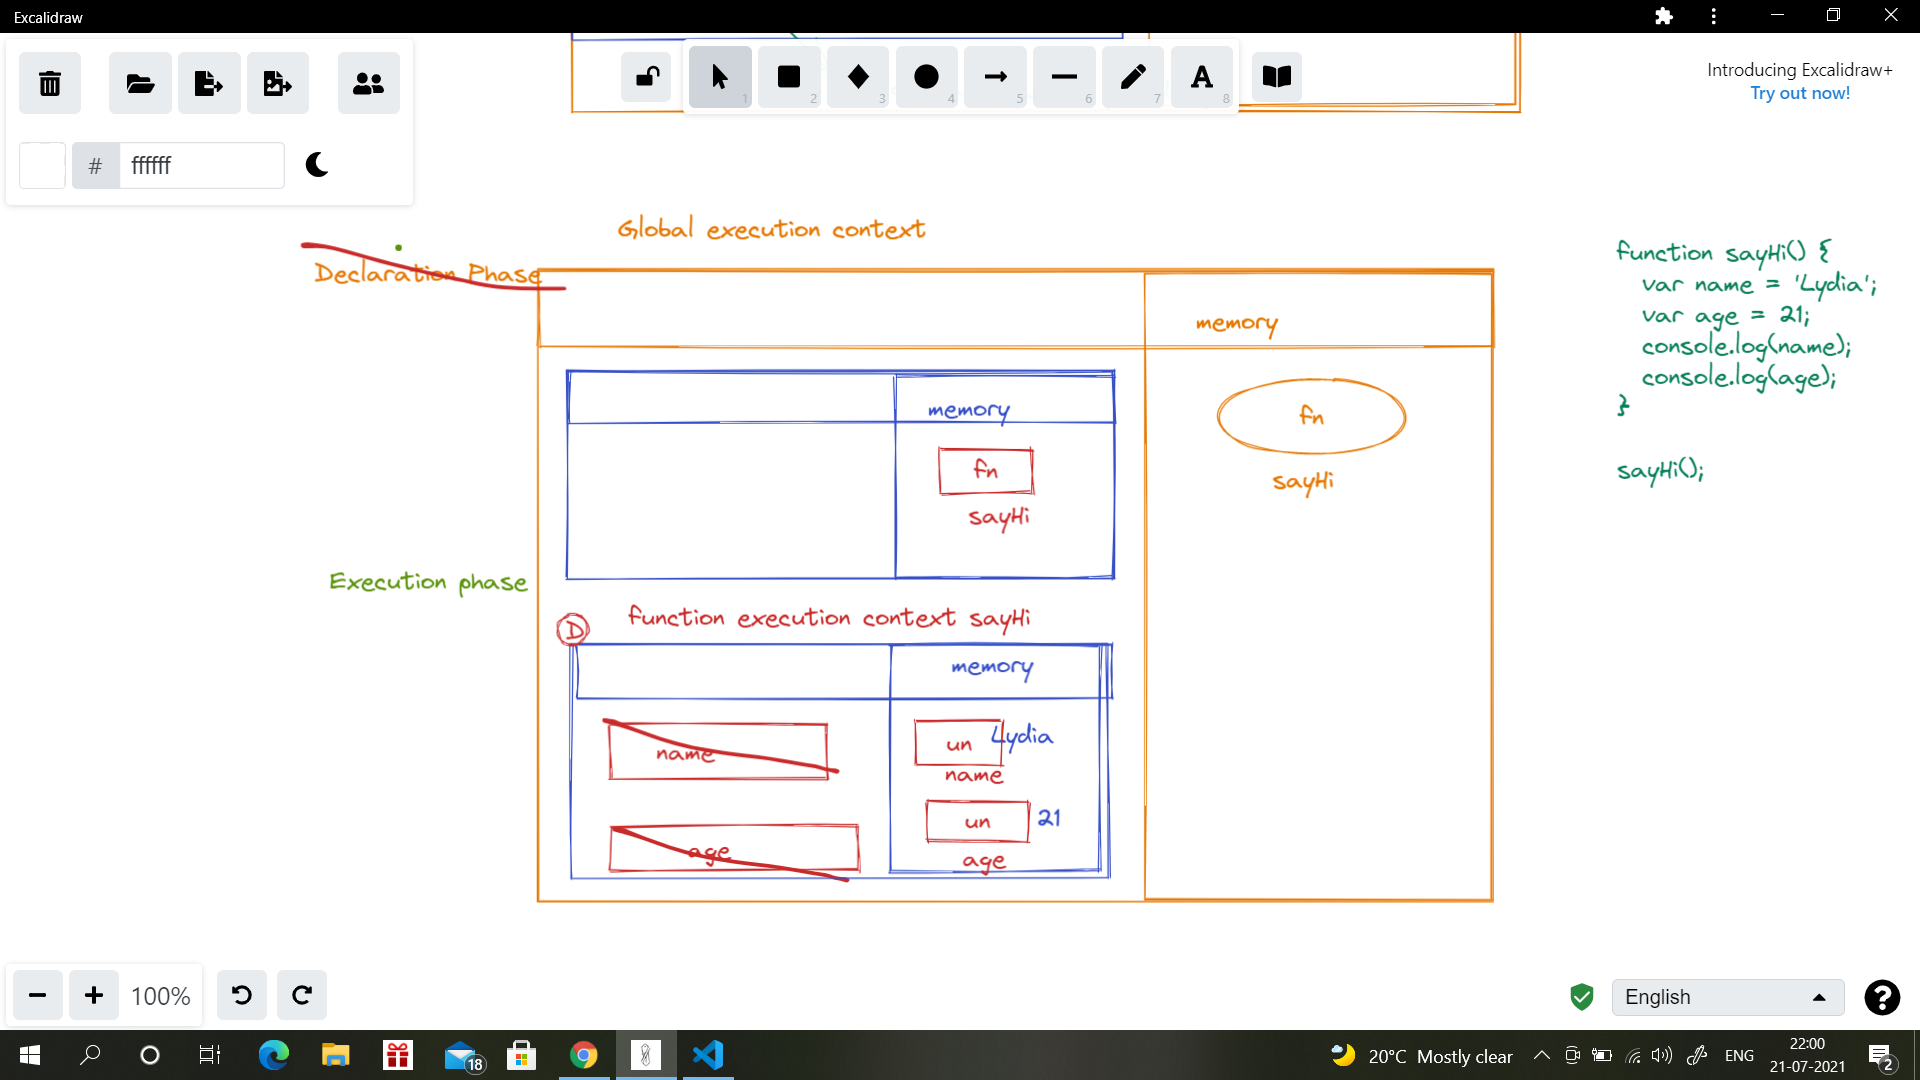 Excalidraw
1
2
3
4
5
6
7
8
Introducing Excalidraw+
Try out now!
#
ffffff
Global execution context
Declaration Phase
memory
function sayHi() {
var name = 'Lydia';
var age = 21;
console.log(name);
console.log(age);
}
sayHi();
memory
fn
sayHi
fn
sayHi
Execution phase
function execution context sayHi
D
memory
name
un Lydia
name
age
un 21
age
100%
English
?
18
20°C Mostly clear
ENG
22:00
21-07-2021
2